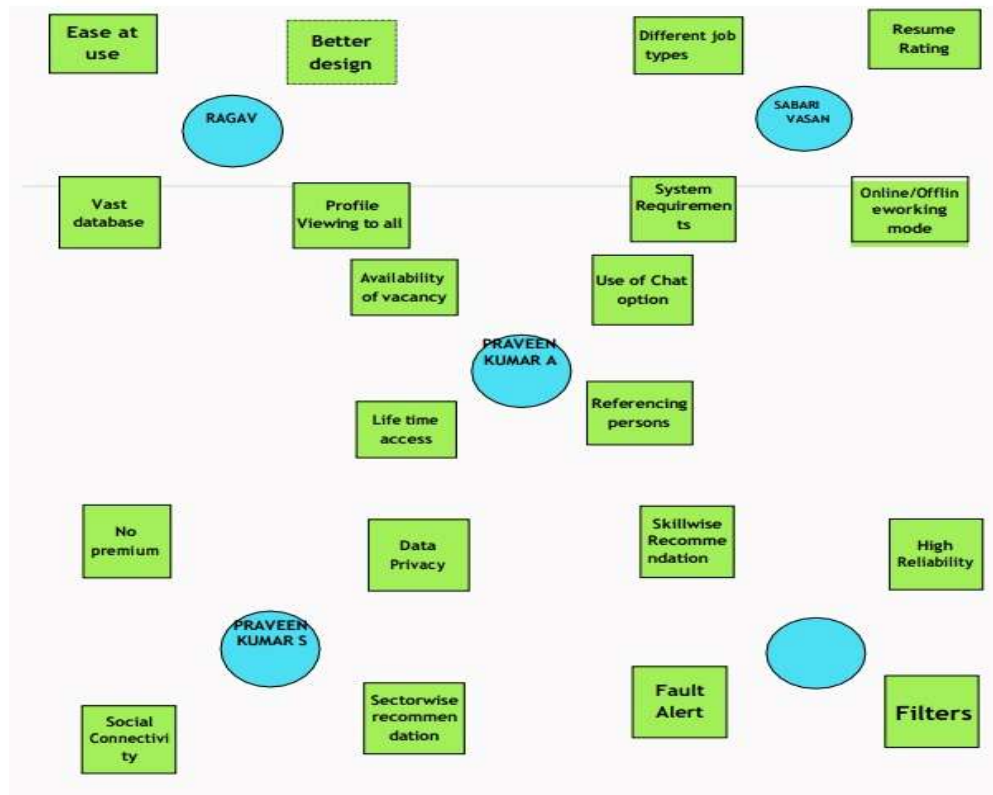 Ease at
use
Better
design
RAGAV
Vast
database
Profile
Viewing to all
Different job
types
Resume
Rating
SABARI
VASAN
System
Requiremen
ts
Online/Offlin
eworking
mode
Availability
of vacancy
Use of Chat
option
PRAVEEN
KUMAR A
Life time
access
Referencing
persons
No
premium
Data
Privacy
PRAVEEN
KUMAR S
Social
Connectivi
ty
Sectorwise
recommen
dation
Skillwise
Recomme
ndation
High
Reliability
Fault
Alert
Filters